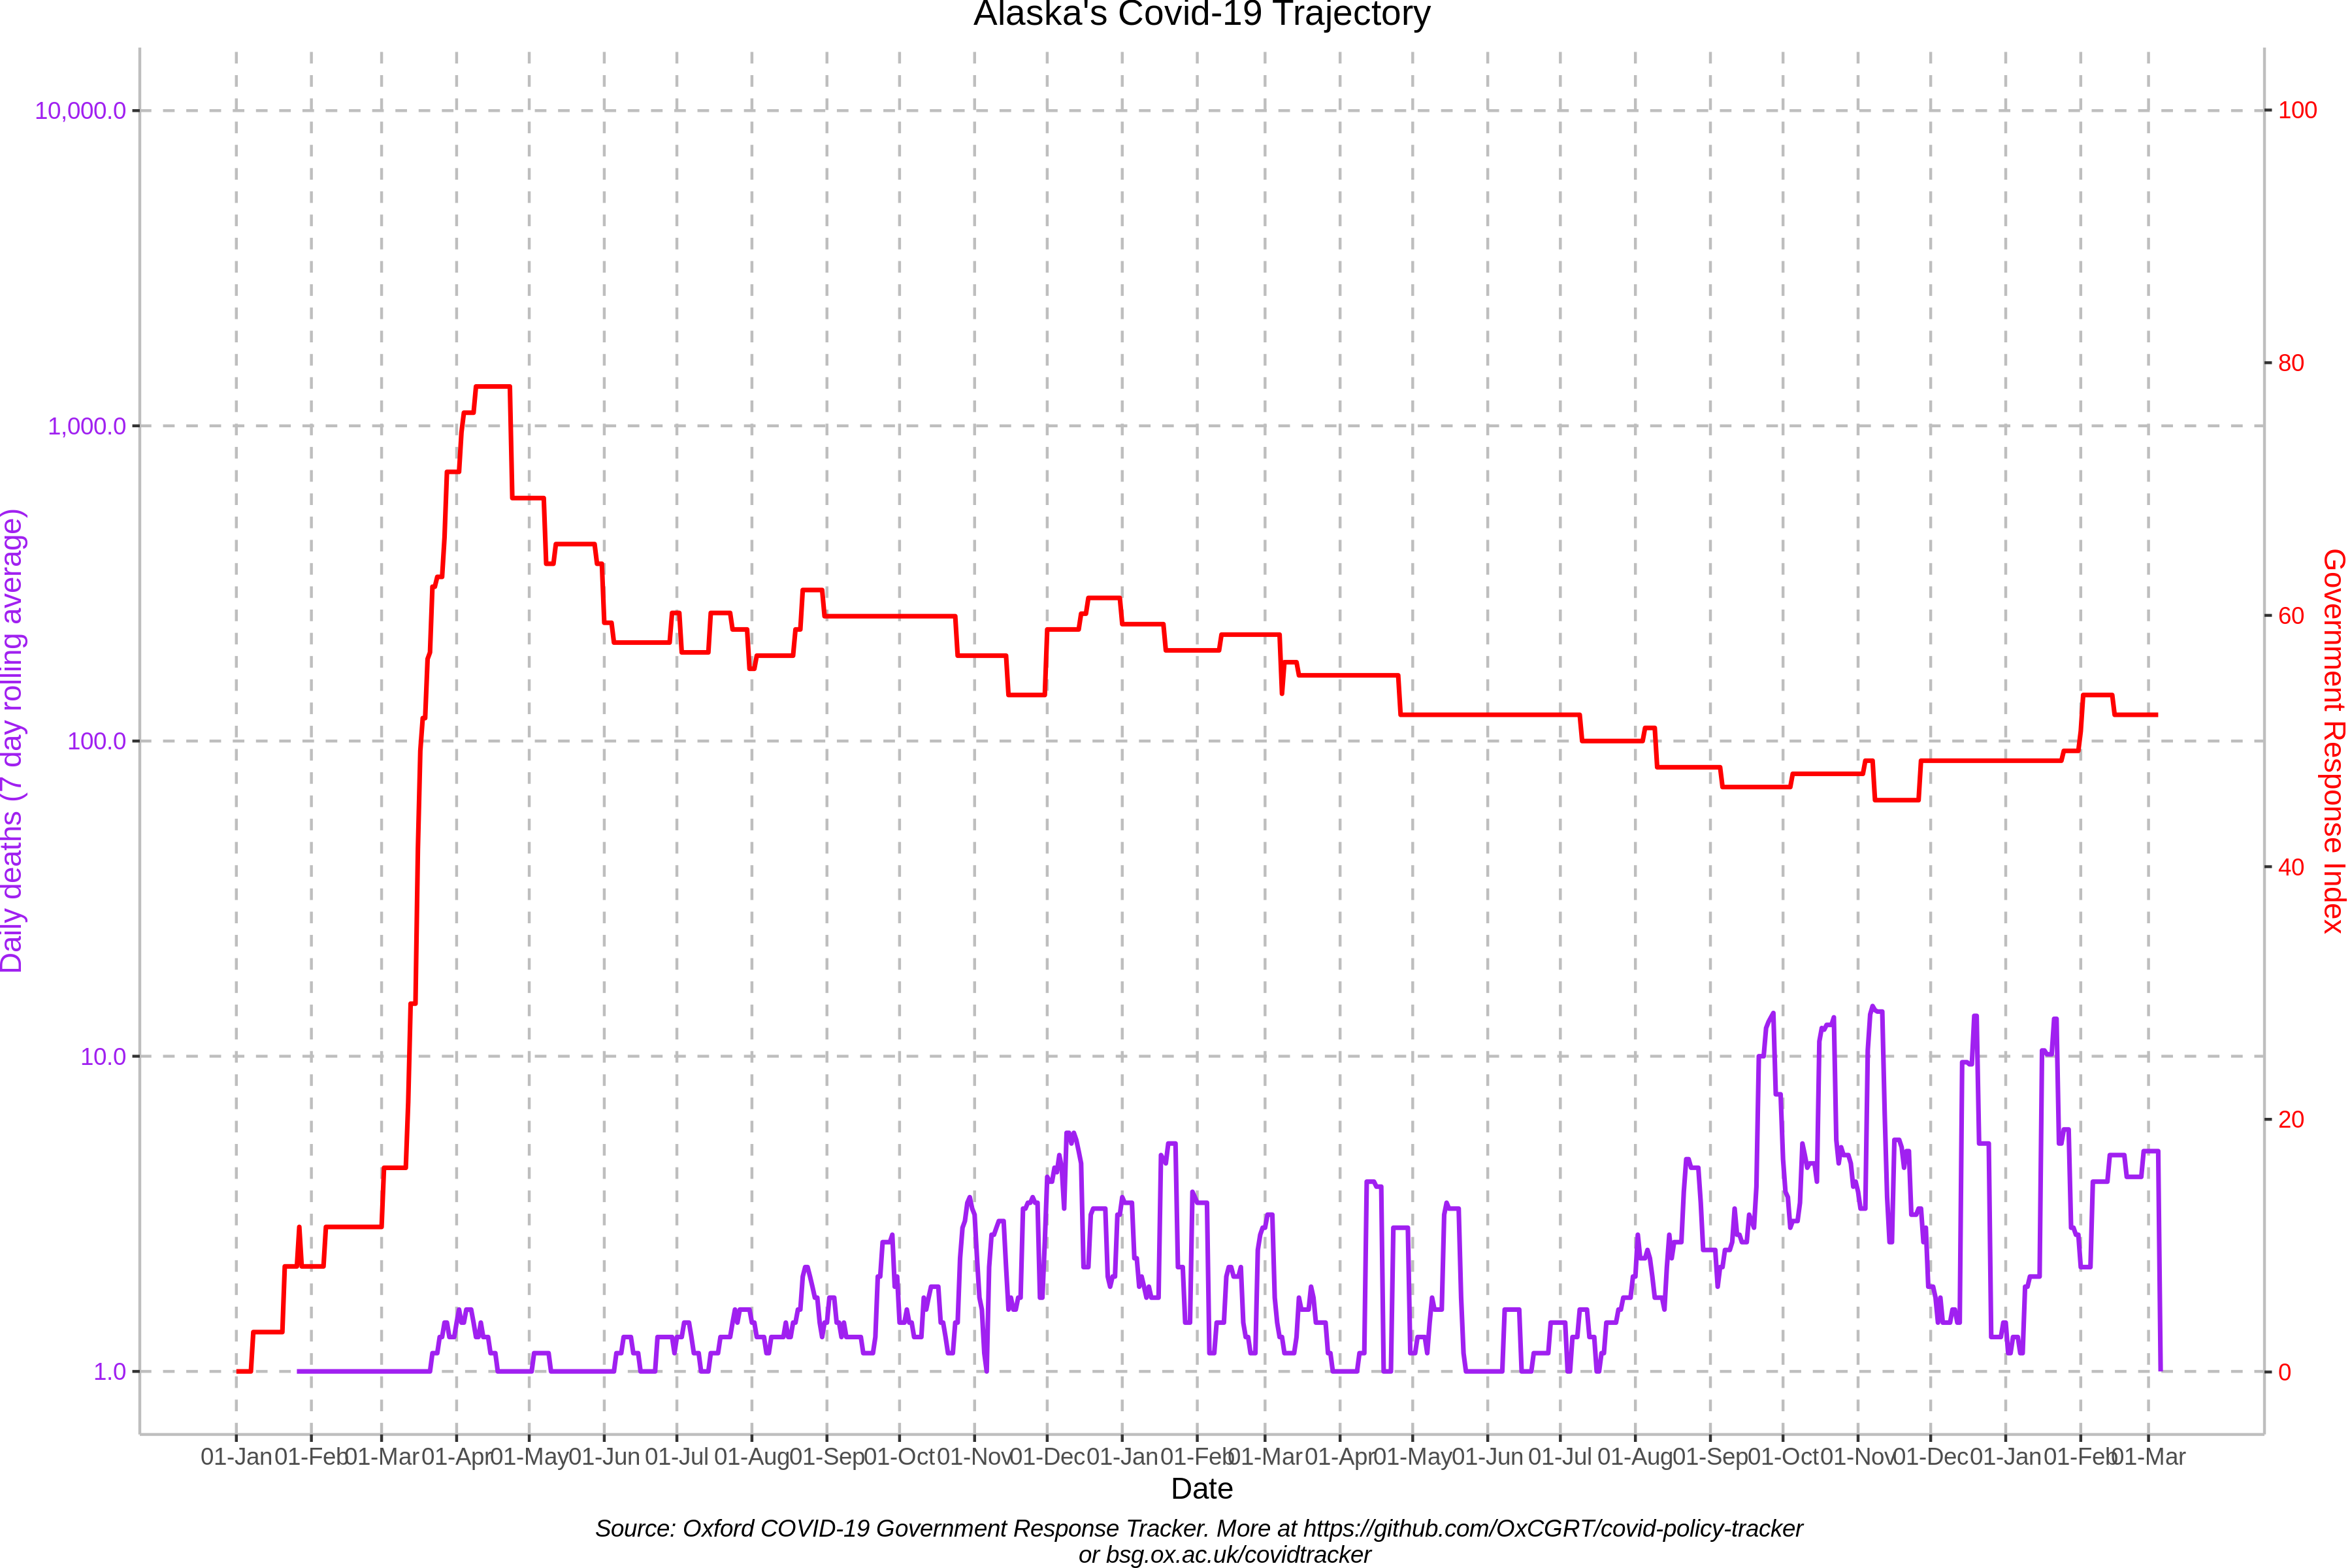 Alaska's Covid-19 Trajectory
10,000.0
1,000.0
100.0
10.0
1.0
Daily deaths (7 day rolling average)
100
80
60
40
20
0
Government Response Index
01-Jan 01-Feb 01-Mar 01-Apr 01-May 01-Jun 01-Jul 01-Aug 01-Sep 01-Oct 01-Nov 01-Dec 01-Jan 01-Feb 01-Mar 01-Apr 01-May 01-Jun 01-Jul 01-Aug 01-Sep 01-Oct 01-Nov 01-Dec 01-Jan 01-Feb 01-Mar
Date
Source: Oxford COVID-19 Government Response Tracker. More at https://github.com/OxCGRT/covid-policy-tracker
or bsg.ox.ac.uk/covidtracker